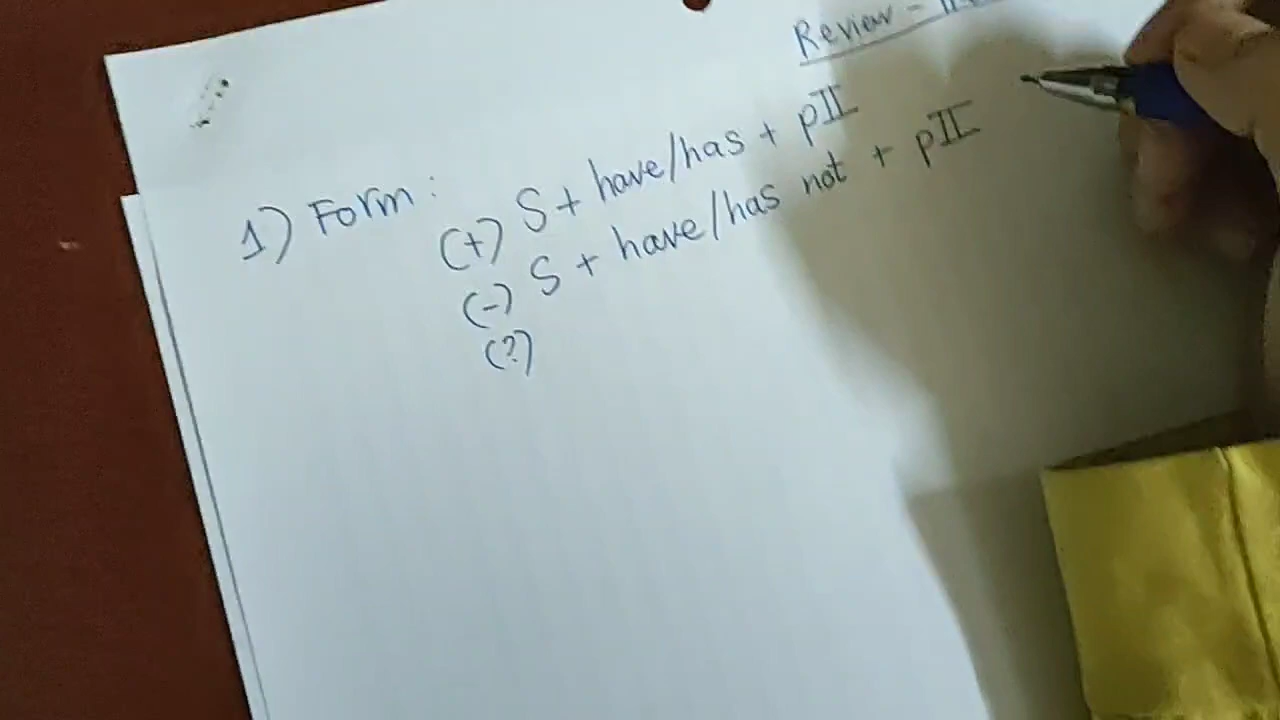 Review -
1) Form :
(+) S + have/has + pII
(-) S + have/has not + pII
(?)